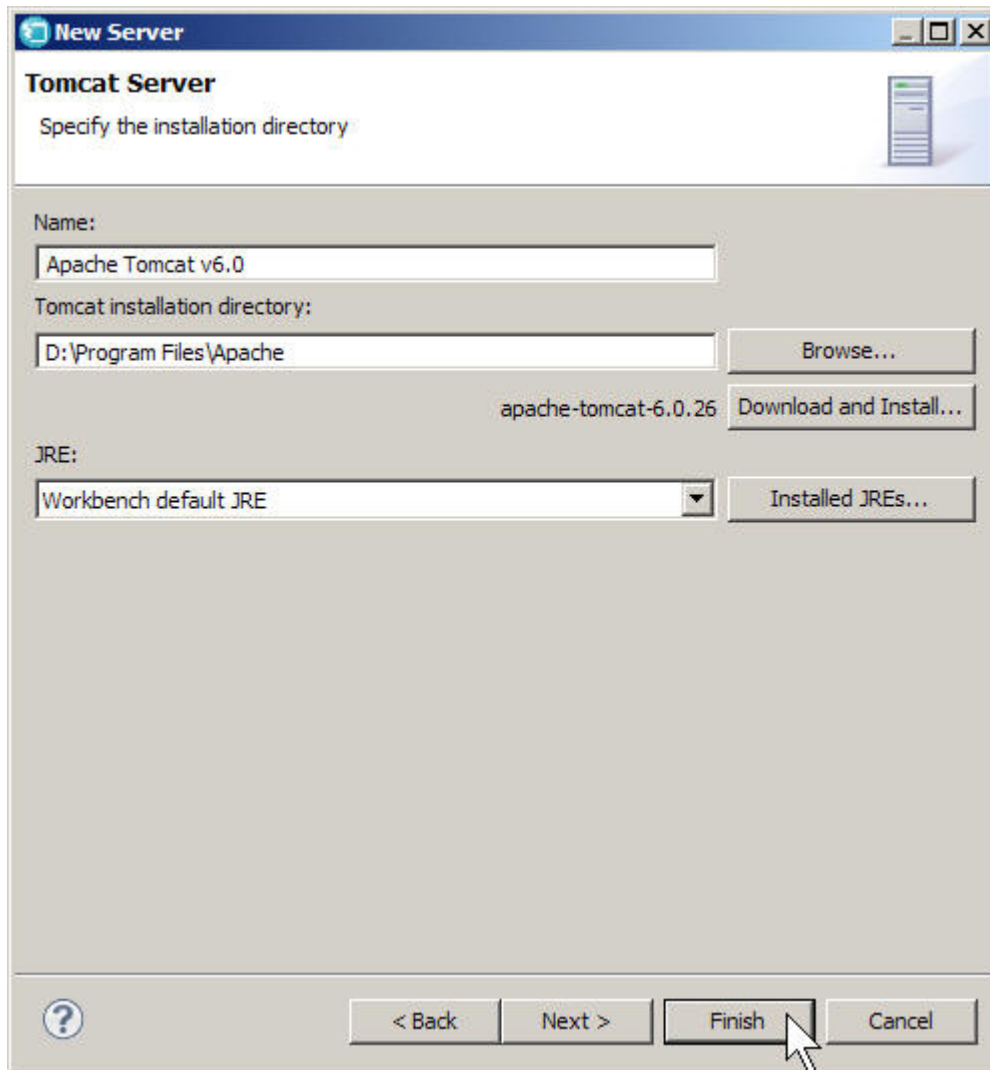 New Server
Tomcat Server
Specify the installation directory
Name:
Apache Tomcat v6.0
Tomcat installation directory:
D:\Program Files\Apache
Browse...
apache-tomcat-6.0.26
Download and Install...
JRE:
Workbench default JRE
Installed JREs...
?
< Back
Next >
Finish
Cancel